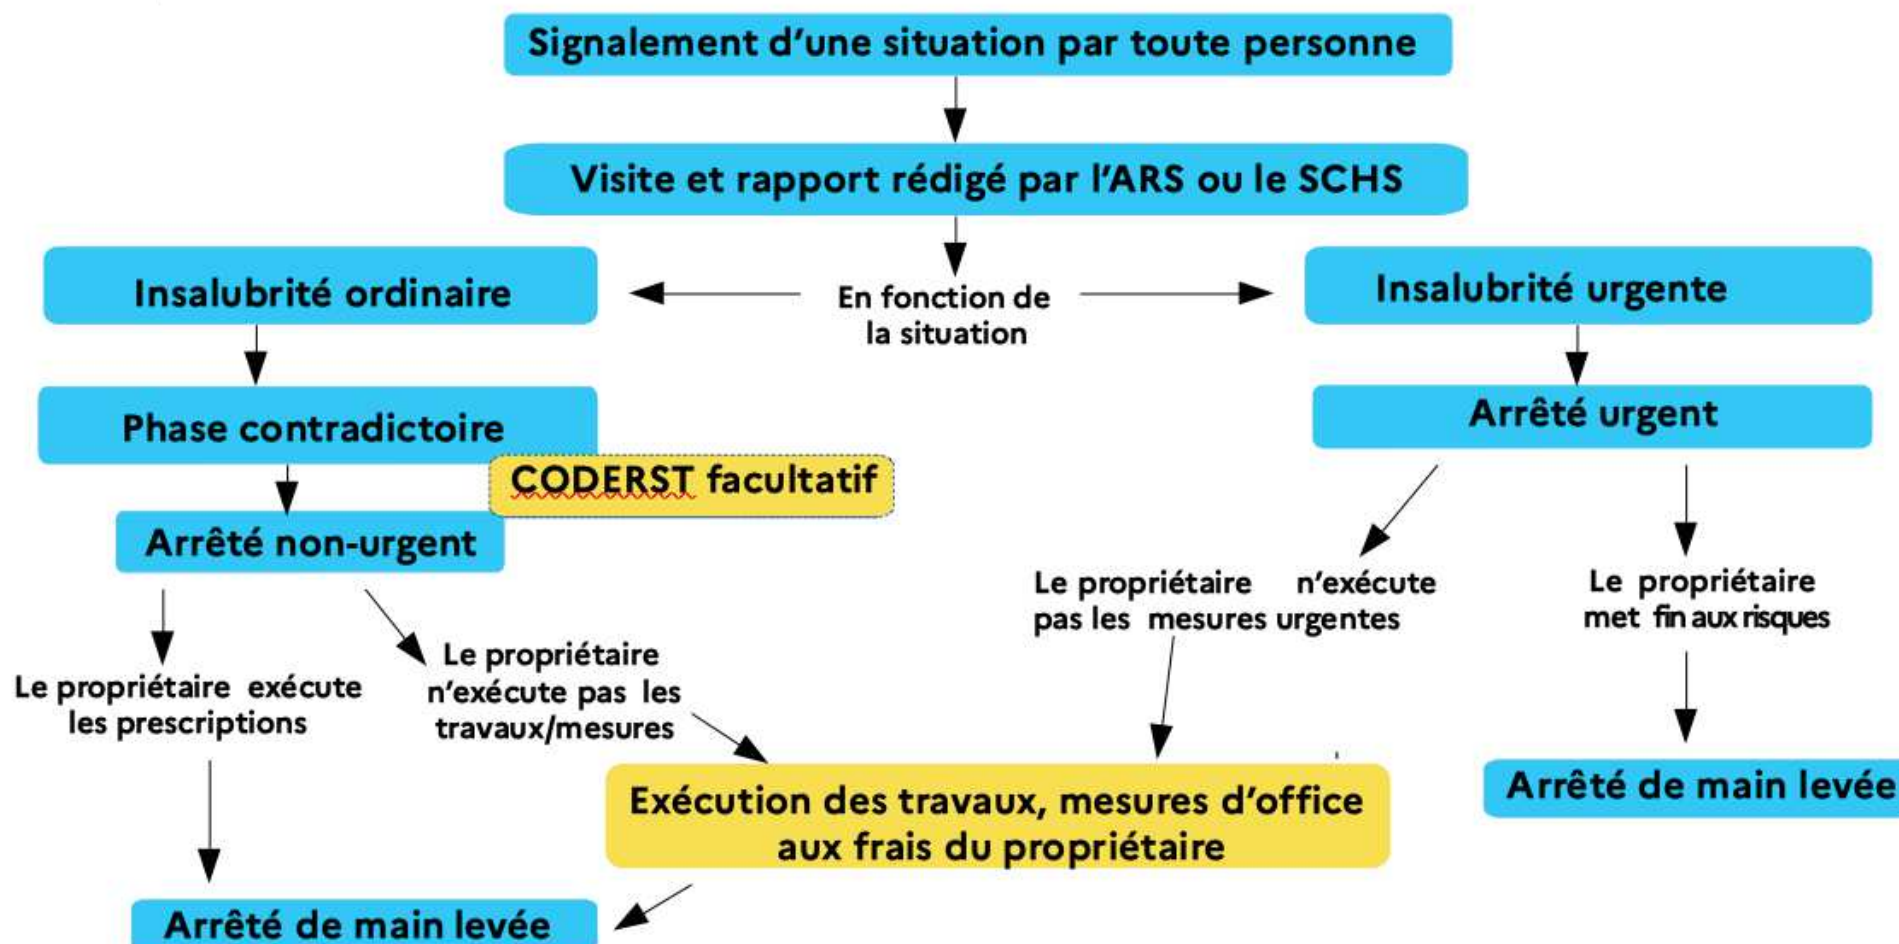 Signalement d'une situation par toute personne
Visite et rapport rédigé par l'ARS ou le SCHS
Insalubrité ordinaire
En fonction de
la situation
Insalubrité urgente
Phase contradictoire
Arrêté urgent
CODERST facultatif
Arrêté non-urgent
Le propriétaire exécute
les prescriptions
Le propriétaire
n'exécute pas les
travaux/mesures
Le propriétaire n'exécute
pas les mesures urgentes
Le propriétaire
met fin aux risques
Exécution des travaux, mesures d'office
aux frais du propriétaire
Arrêté de main levée
Arrêté de main levée